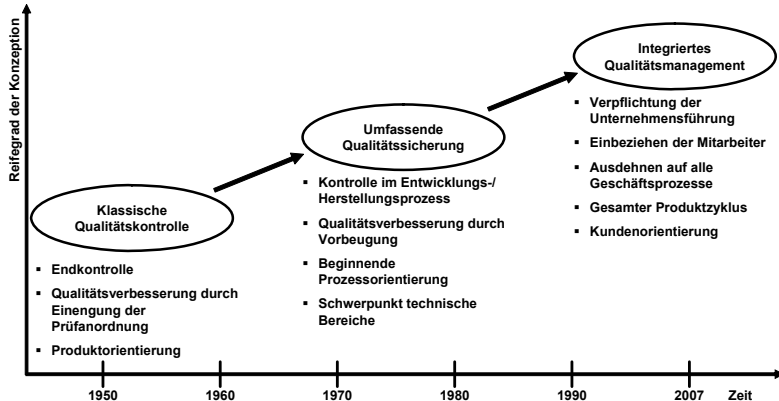 Reifegrad der Konzeption
Klassische
Qualitätskontrolle
▪ Endkontrolle
▪ Qualitätsverbesserung durch
Einengung der
Prüfanordnung
▪ Produktorientierung
Umfassende
Qualitätssicherung
▪ Kontrolle im Entwicklungs-/
Herstellungsprozess
▪ Qualitätsverbesserung durch
Vorbeugung
▪ Beginnende
Prozessorientierung
▪ Schwerpunkt technische
Bereiche
Integriertes
Qualitätsmanagement
▪ Verpflichtung der
Unternehmensführung
▪ Einbeziehen der Mitarbeiter
▪ Ausdehnen auf alle
Geschäftsprozesse
▪ Gesamter Produktzyklus
▪ Kundenorientierung
1950 1960 1970 1980 1990 2007 Zeit